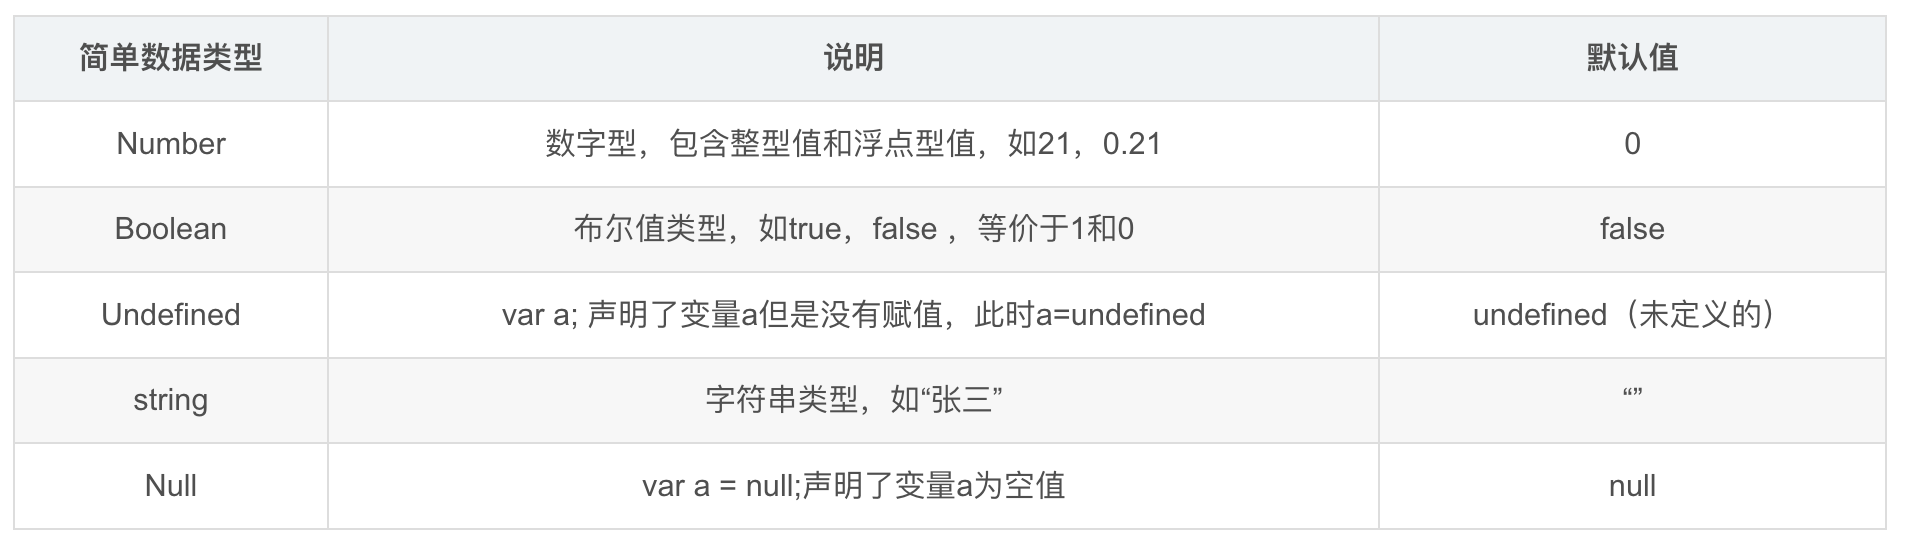 简单数据类型 说明 默认值
Number 数字型，包含整型值和浮点型值，如21，0.21 0
Boolean 布尔值类型，如true，false ，等价于1和0 false
Undefined var a; 声明了变量a但是没有赋值，此时a=undefined undefined（未定义的）
string 字符串类型，如“张三” “”
Null var a = null;声明了变量a为空值 null